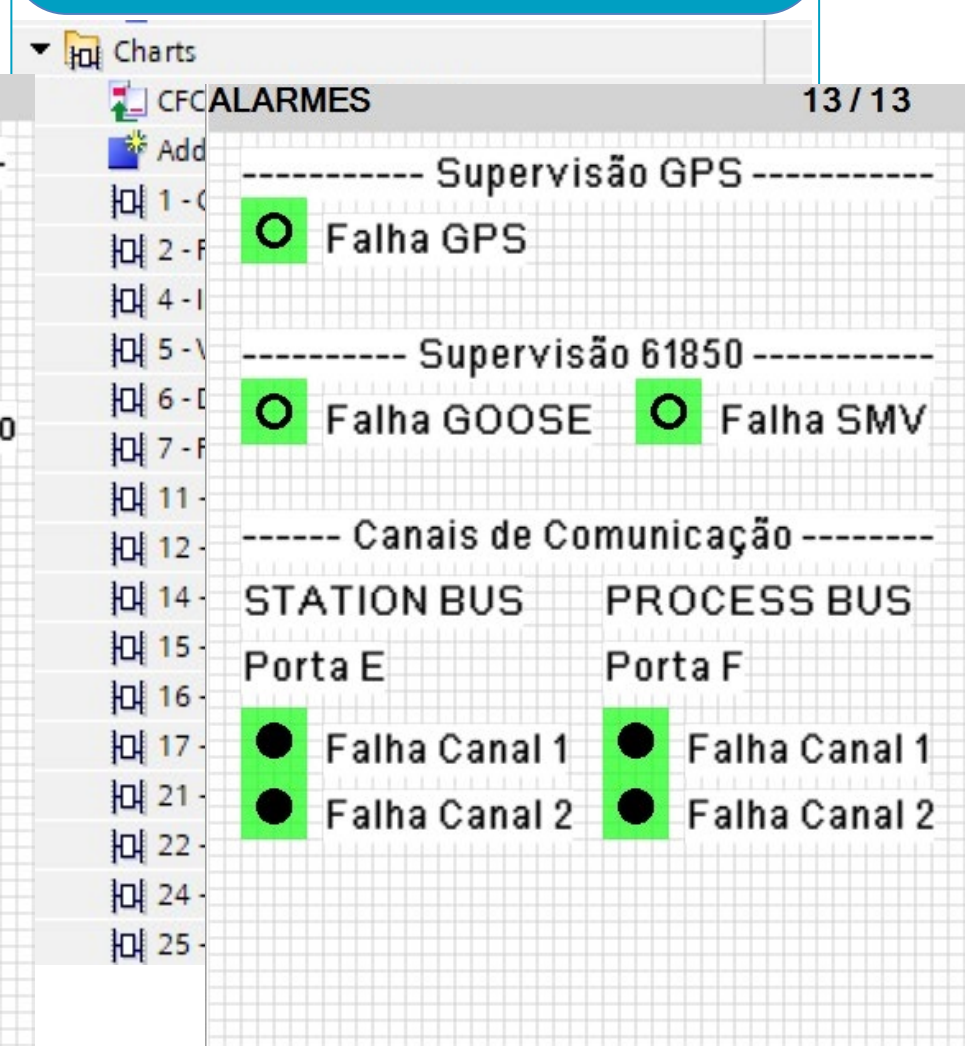 Charts
CFC
Add
1 -
2 -
4 -
5 -
6 -
7 -
11 -
12 -
14 -
15 -
16 -
17 -
21 -
22 -
24 -
25 -
0
ALARMES 13 / 13
----------- Supervisão GPS -----------
Falha GPS
---------- Supervisão 61850 -----------
Falha GOOSE Falha SMV
------ Canais de Comunicação --------
STATION BUS PROCESS BUS
Porta E Porta F
Falha Canal 1 Falha Canal 1
Falha Canal 2 Falha Canal 2